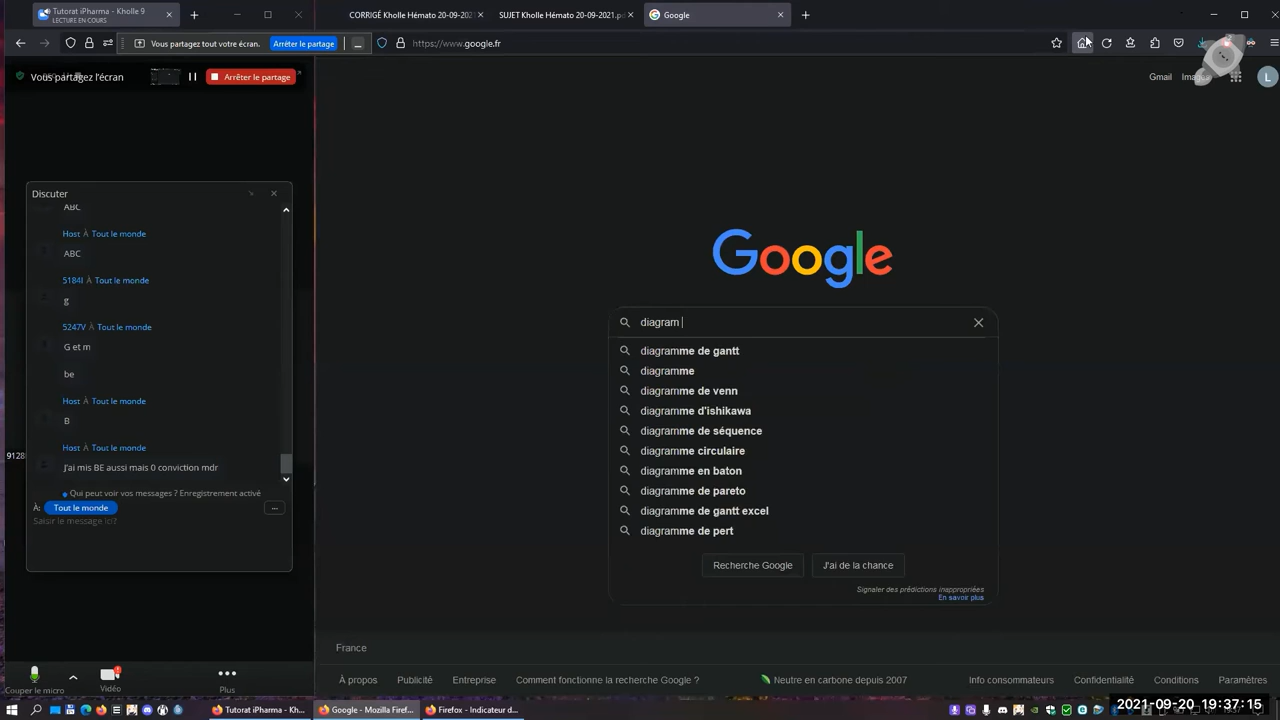 Tutorat iPharma - Kholle 9
LECTURE EN COURS
CORRIGÉ Kholle Hémato 20-09-2021
SUJET Kholle Hémato 20-09-2021.pd
Google
Vous partagez tout votre écran.
Arrêter le partage
https://www.google.fr
Vous partagez l'écran
Arrêter le partage
Gmail
Images
L
Discuter
ABC
Host À Tout le monde
ABC
5184I À Tout le monde
g
5247V À Tout le monde
G et m
be
Host À Tout le monde
B
Host À Tout le monde
J'ai mis BE aussi mais 0 conviction mdr
Qui peut voir vos messages ? Enregistrement activé
À: Tout le monde
...
Saisir le message ici?
9128
Google
diagram
diagramme de gantt
diagramme
diagramme de venn
diagramme d'ishikawa
diagramme de séquence
diagramme circulaire
diagramme en baton
diagramme de pareto
diagramme de gantt excel
diagramme de pert
Recherche Google
J'ai de la chance
Signaler des prédictions inappropriées
En savoir plus
France
À propos
Publicité
Entreprise
Comment fonctionne la recherche Google ?
Neutre en carbone depuis 2007
Info consommateurs
Confidentialité
Conditions
Paramètres
Couper le micro
Vidéo
Plus
Tutorat iPharma - Kh...
Google - Mozilla Firef...
Firefox - Indicateur d...
2021-09-20 19:37:15